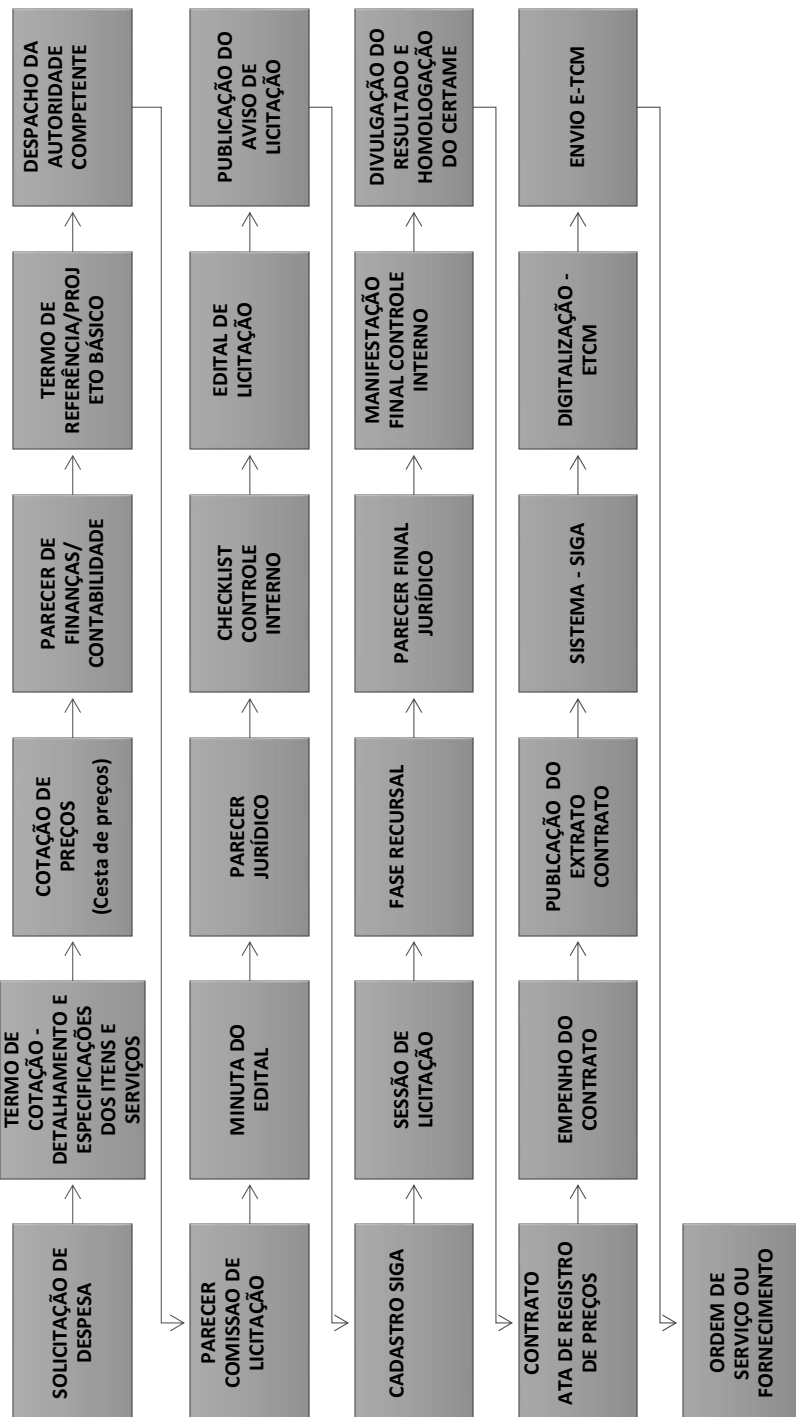 SOLICITAÇÃO DE
DESPESA
TERMO DE
COTAÇÃO -
DETALHAMENTO E
ESPECIFICAÇÕES
DOS ITENS E
SERVIÇOS
COTAÇÃO DE
PREÇOS
(Cesta de preços)
PARECER DE
FINANÇAS/
CONTABILIDADE
TERMO DE
REFERÊNCIA/PROJ
ETO BÁSICO
DESPACHO DA
AUTORIDADE
COMPETENTE
PARECER
COMISSAO DE
LICITAÇÃO
MINUTA DO
EDITAL
PARECER
JURÍDICO
CHECKLIST
CONTROLE
INTERNO
EDITAL DE
LICITAÇÃO
PUBLICAÇÃO DO
AVISO DE
LICITAÇÃO
CADASTRO SIGA
SESSÃO DE
LICITAÇÃO
FASE RECURSAL
PARECER FINAL
JURÍDICO
MANIFESTAÇÃO
FINAL CONTROLE
INTERNO
DIVULGAÇÃO DO
RESULTADO E
HOMOLOGAÇÃO
DO CERTAME
CONTRATO
ATA DE REGISTRO
DE PREÇOS
EMPENHO DO
CONTRATO
PUBLCAÇÃO DO
EXTRATO
CONTRATO
SISTEMA - SIGA
DIGITALIZAÇÃO -
ETCM
ENVIO E-TCM
ORDEM DE
SERVIÇO OU
FORNECIMENTO